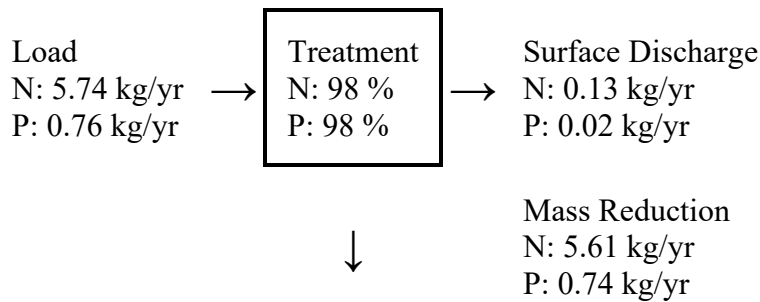 Load
N: 5.74 kg/yr
P: 0.76 kg/yr
→
Treatment
N: 98 %
P: 98 %
→
Surface Discharge
N: 0.13 kg/yr
P: 0.02 kg/yr
↓
Mass Reduction
N: 5.61 kg/yr
P: 0.74 kg/yr